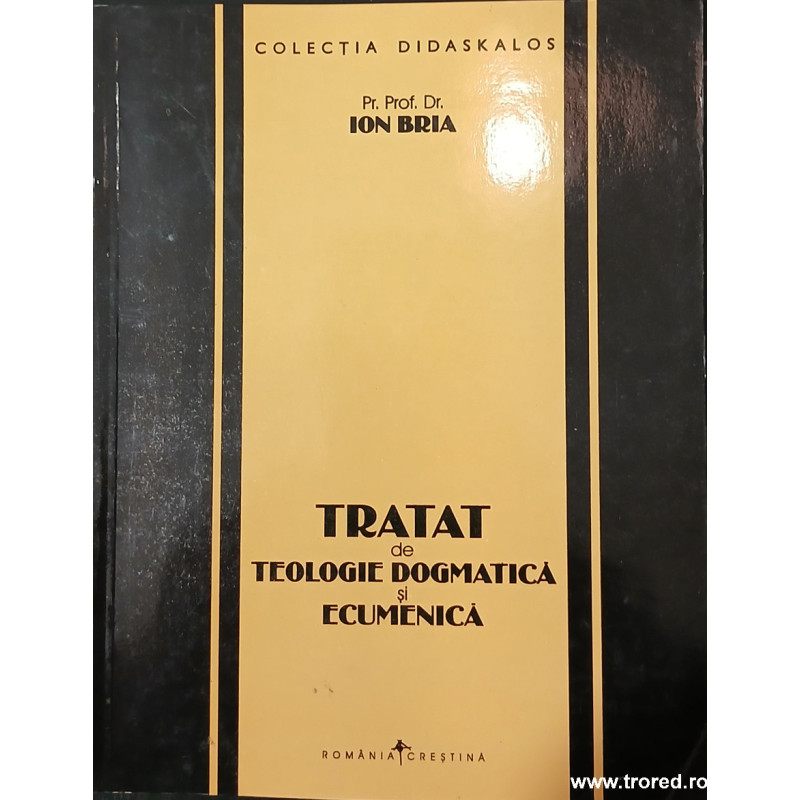 COLECȚIA DIDASKALOS
Pr. Prof. Dr.
ION BRIA
TRATAT
de
TEOLOGIE DOGMATICĂ
și
ECUMENICĂ
ROMÂNIA CREȘTINĂ
www.trored.ro